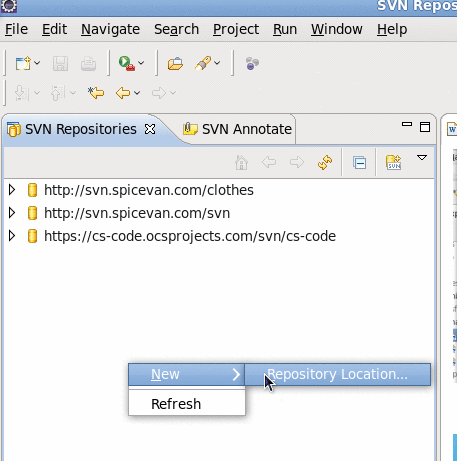 SVN Repos
File Edit Navigate Search Project Run Window Help
SVN Repositories SVN Annotate
SVN
http://svn.spicevan.com/clothes
http://svn.spicevan.com/svn
https://cs-code.ocsprojects.com/svn/cs-code
New Repository Location...
Refresh